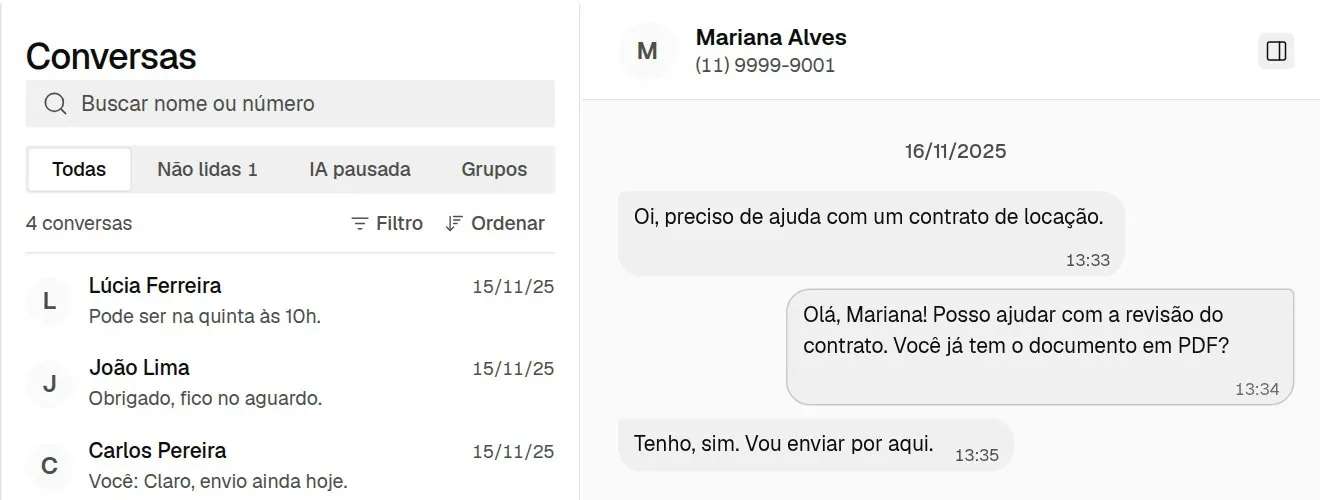 Conversas
Buscar nome ou número
Todas
Não lidas 1
IA pausada
Grupos
4 conversas
Filtro
Ordenar
L
Lúcia Ferreira
15/11/25
Pode ser na quinta às 10h.
J
João Lima
15/11/25
Obrigado, fico no aguardo.
C
Carlos Pereira
15/11/25
Você: Claro, envio ainda hoje.
M
Mariana Alves
(11) 9999-9001
16/11/2025
Oi, preciso de ajuda com um contrato de locação.
13:33
Olá, Mariana! Posso ajudar com a revisão do
contrato. Você já tem o documento em PDF?
13:34
Tenho, sim. Vou enviar por aqui.
13:35